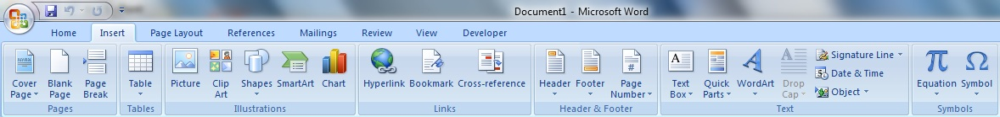 Document1 - Microsoft Word
Home Insert Page Layout References Mailings Review View Developer
Cover Page Blank Page Page Break
Pages
Table
Tables
Picture Clip Art Shapes SmartArt Chart
Illustrations
Hyperlink Bookmark Cross-reference
Links
Header Footer Page Number
Header & Footer
Text Box Quick Parts WordArt Drop Cap
Signature Line
Date & Time
Object
Text
Equation Symbol
Symbols